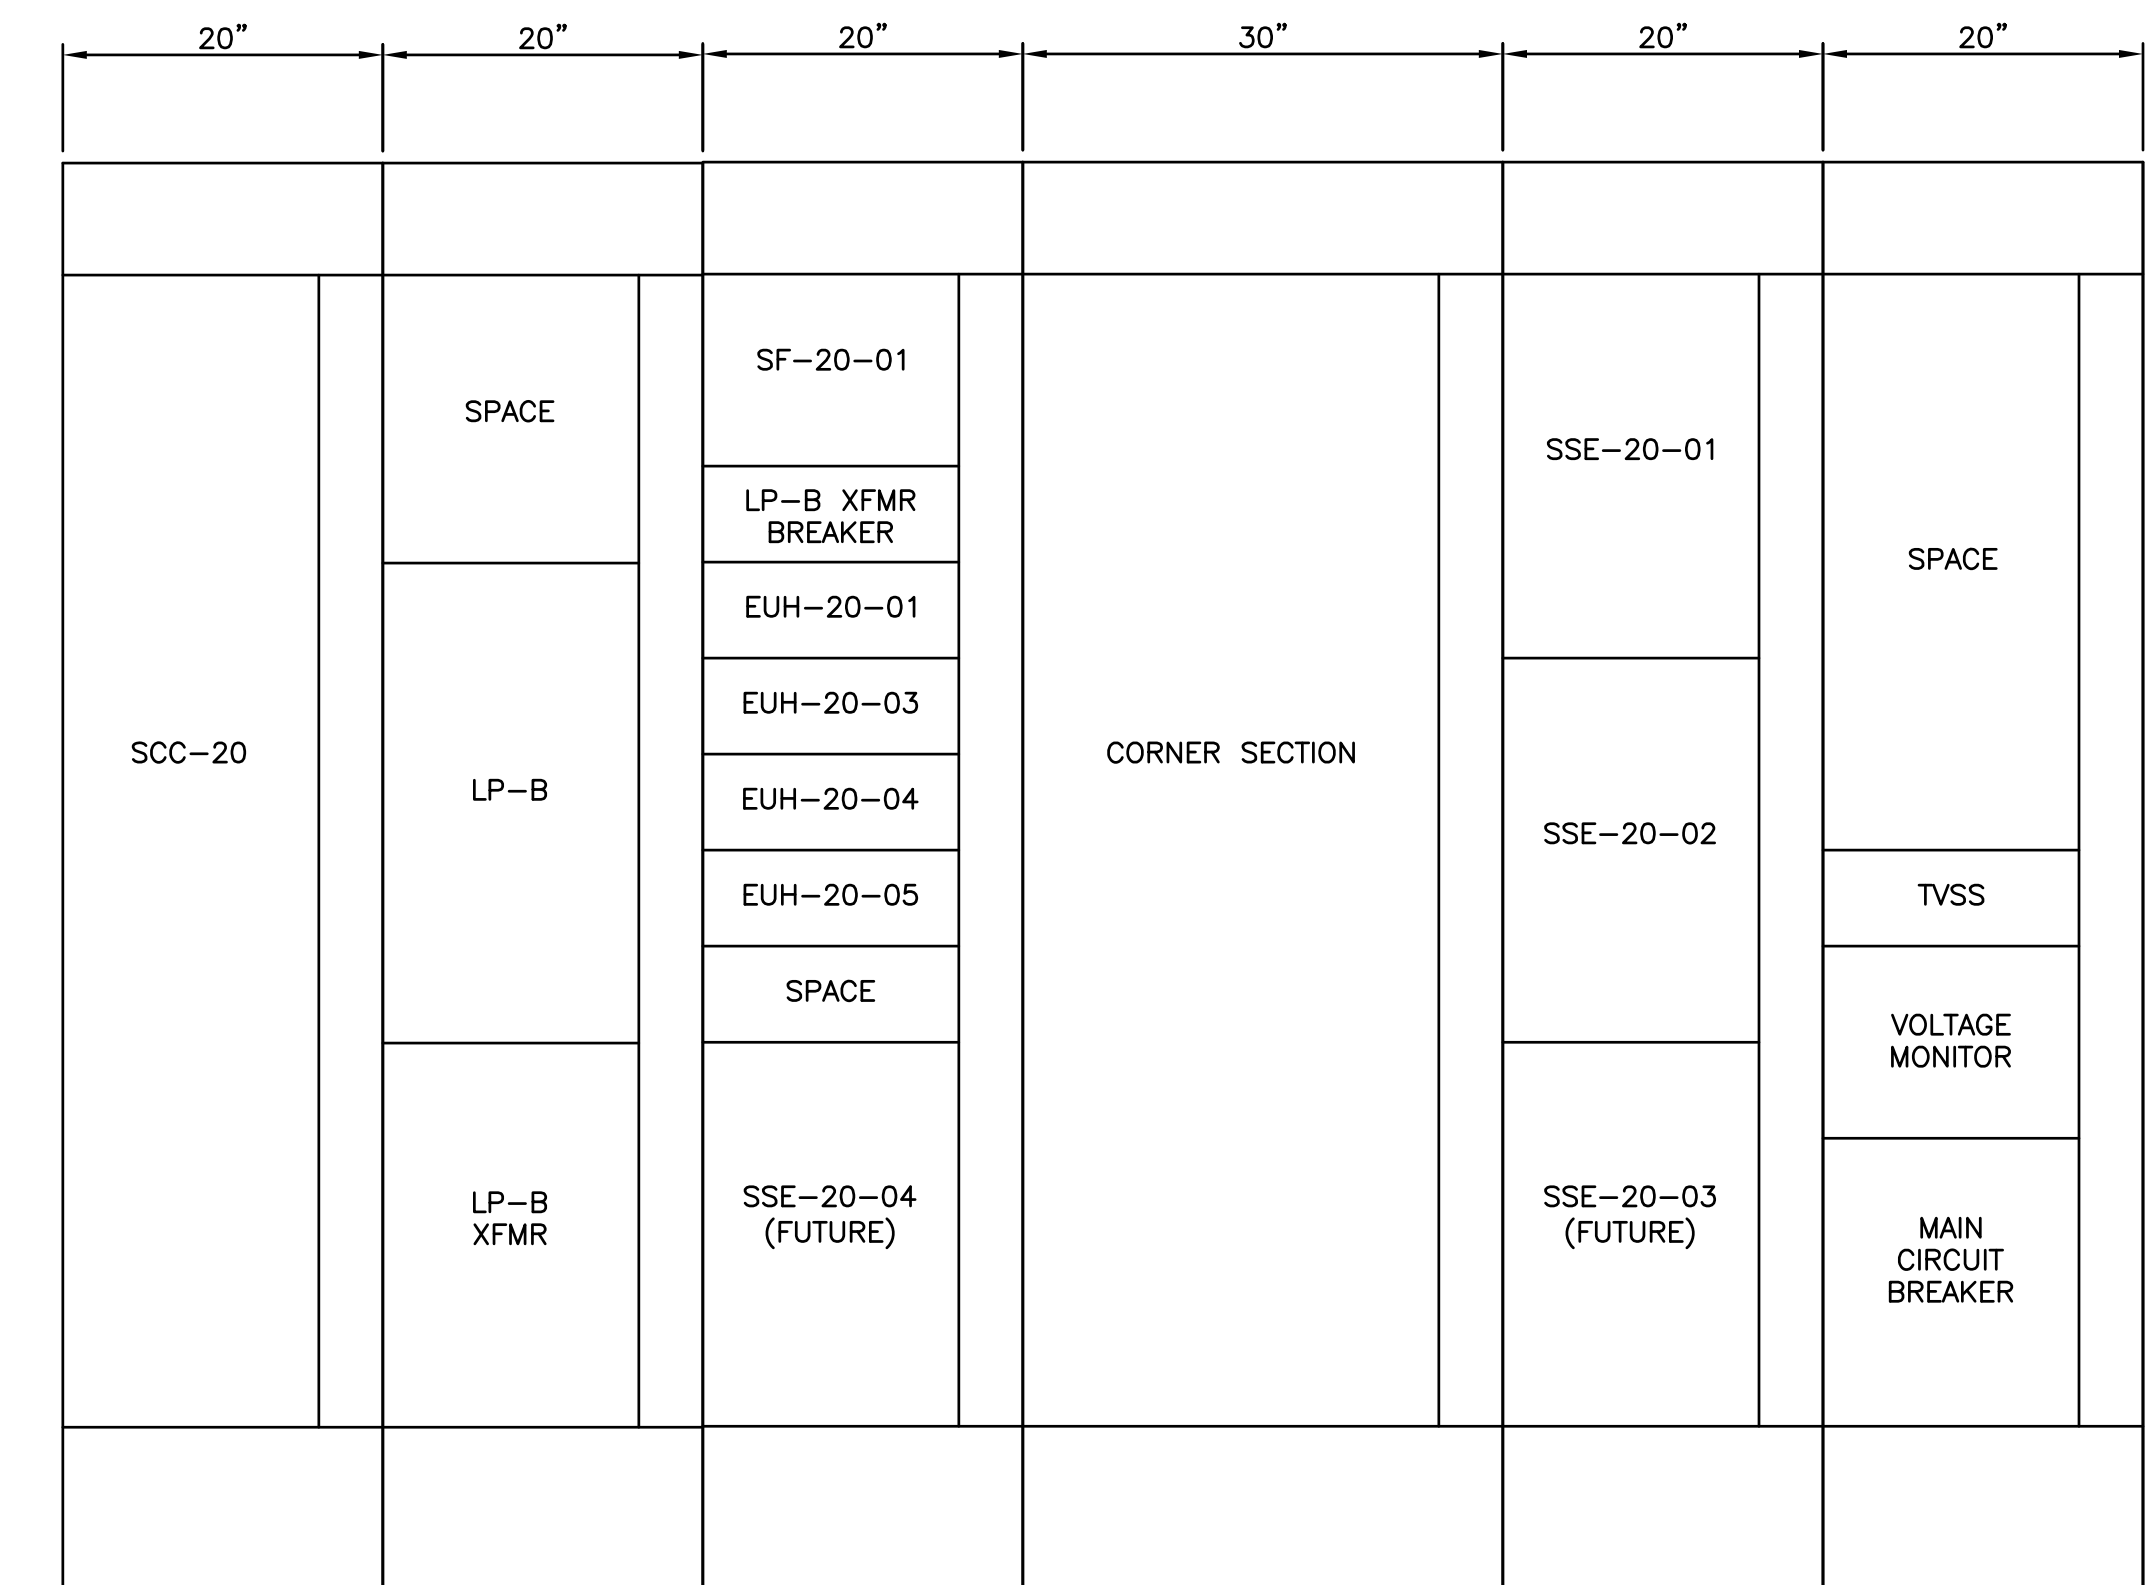 20”
20”
20”
30”
20”
20”
SCC-20
SPACE
LP-B
LP-B
XFMR
SF-20-01
LP-B XFMR
BREAKER
EUH-20-01
EUH-20-03
EUH-20-04
EUH-20-05
SPACE
SSE-20-04
(FUTURE)
CORNER SECTION
SSE-20-01
SSE-20-02
SSE-20-03
(FUTURE)
SPACE
TVSS
VOLTAGE
MONITOR
MAIN
CIRCUIT
BREAKER